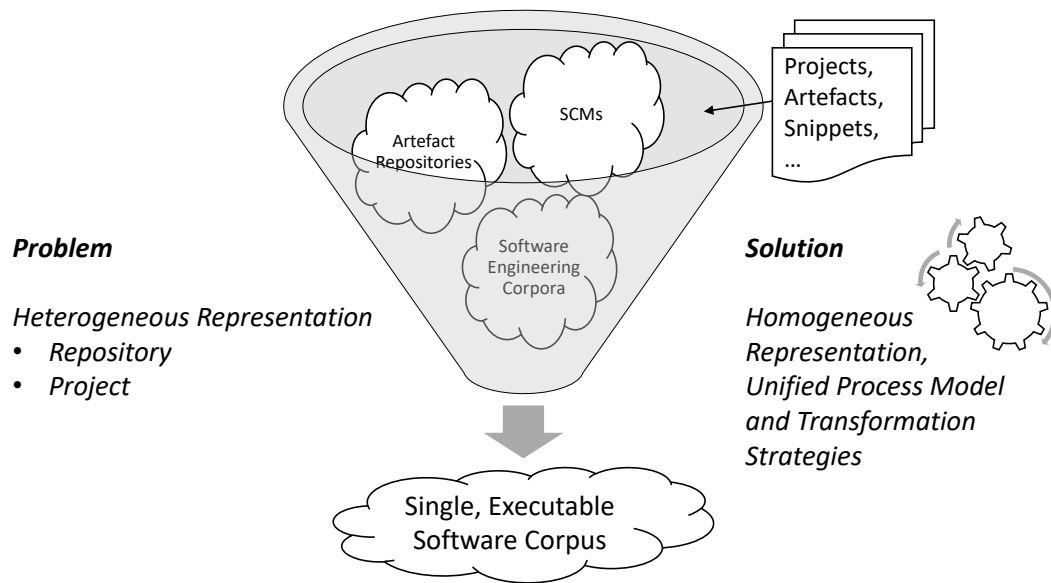 Projects,
Artefacts,
Snippets,
...
SCMs
Artefact
Repositories
Software
Engineering
Corpora
Problem
Heterogeneous Representation
• Repository
• Project
Solution
Homogeneous
Representation,
Unified Process Model
and Transformation
Strategies
Single, Executable
Software Corpus